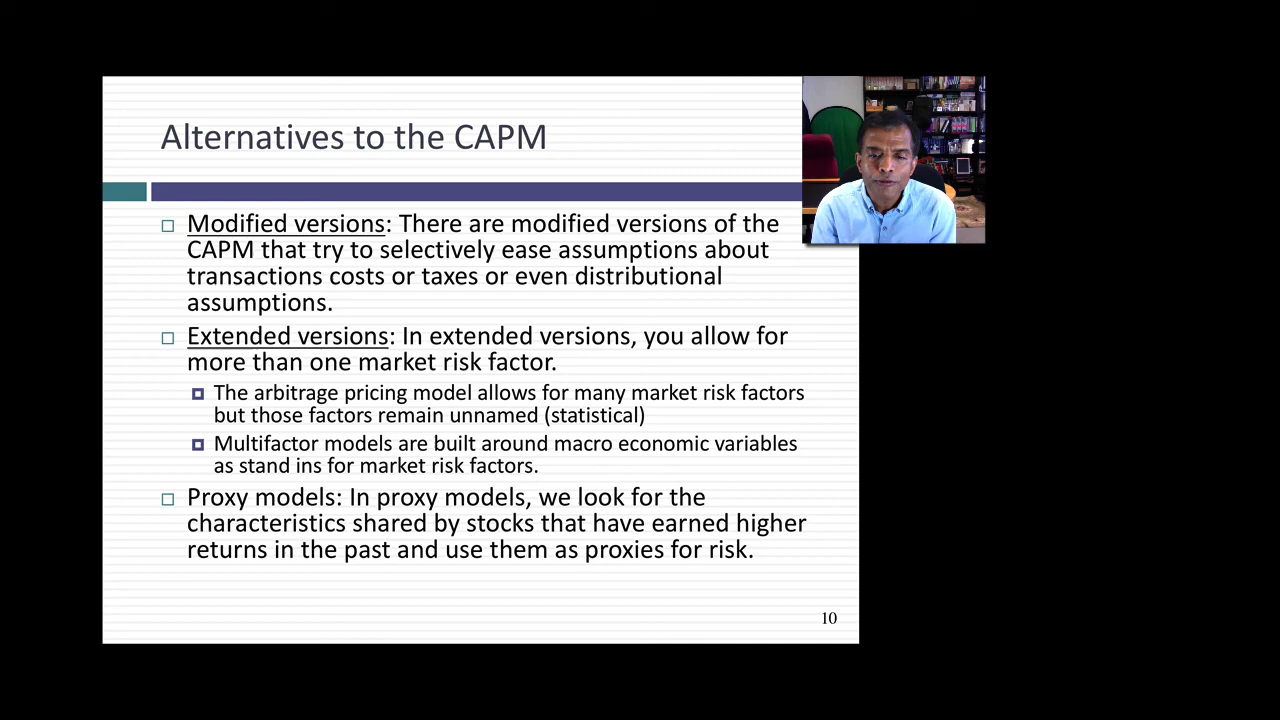 Alternatives to the CAPM
Modified versions: There are modified versions of the
CAPM that try to selectively ease assumptions about
transactions costs or taxes or even distributional
assumptions.
Extended versions: In extended versions, you allow for
more than one market risk factor.
The arbitrage pricing model allows for many market risk factors
but those factors remain unnamed (statistical)
Multifactor models are built around macro economic variables
as stand ins for market risk factors.
Proxy models: In proxy models, we look for the
characteristics shared by stocks that have earned higher
returns in the past and use them as proxies for risk.
10